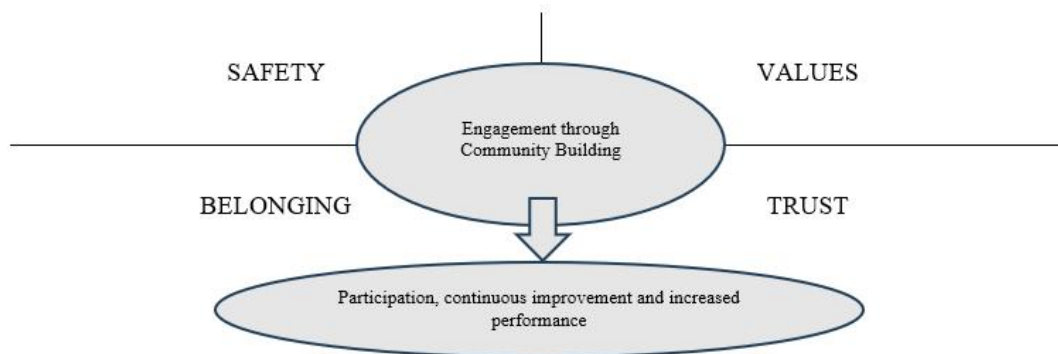 SAFETY
VALUES
Engagement through
Community Building
BELONGING
TRUST
Participation, continuous improvement and increased
performance